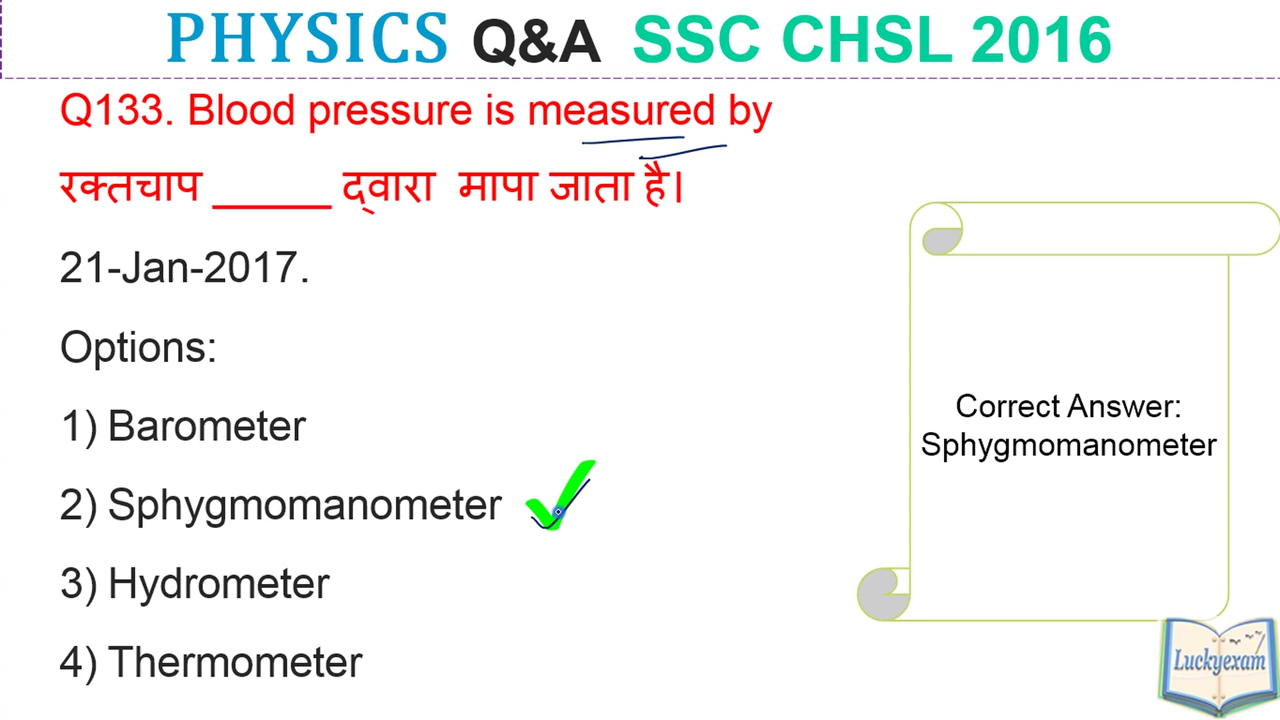 PHYSICS Q&A SSC CHSL 2016
Q133. Blood pressure is measured by
रक्तचाप _____ द्वारा मापा जाता है।
21-Jan-2017.
Options:
1) Barometer
2) Sphygmomanometer
3) Hydrometer
4) Thermometer
Correct Answer:
Sphygmomanometer
Luckyexam